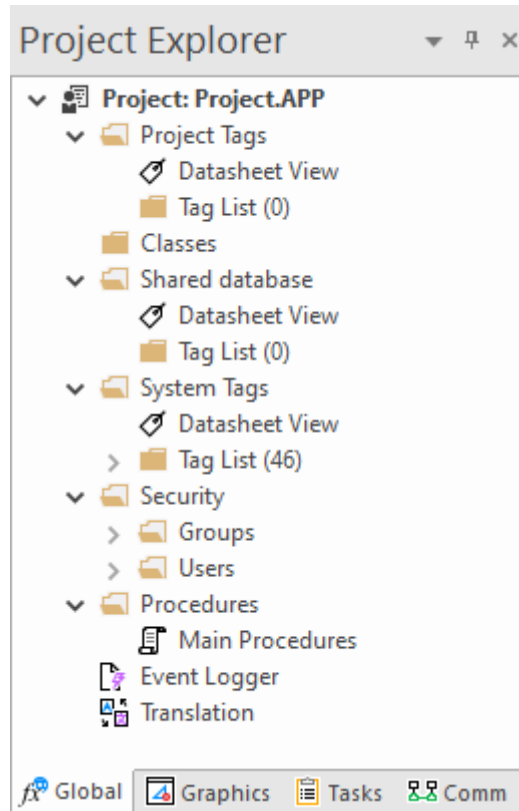 Project Explorer
Project: Project.APP
Project Tags
Datasheet View
Tag List (0)
Classes
Shared database
Datasheet View
Tag List (0)
System Tags
Datasheet View
Tag List (46)
Security
Groups
Users
Procedures
Main Procedures
Event Logger
Translation
Global Graphics Tasks Comm